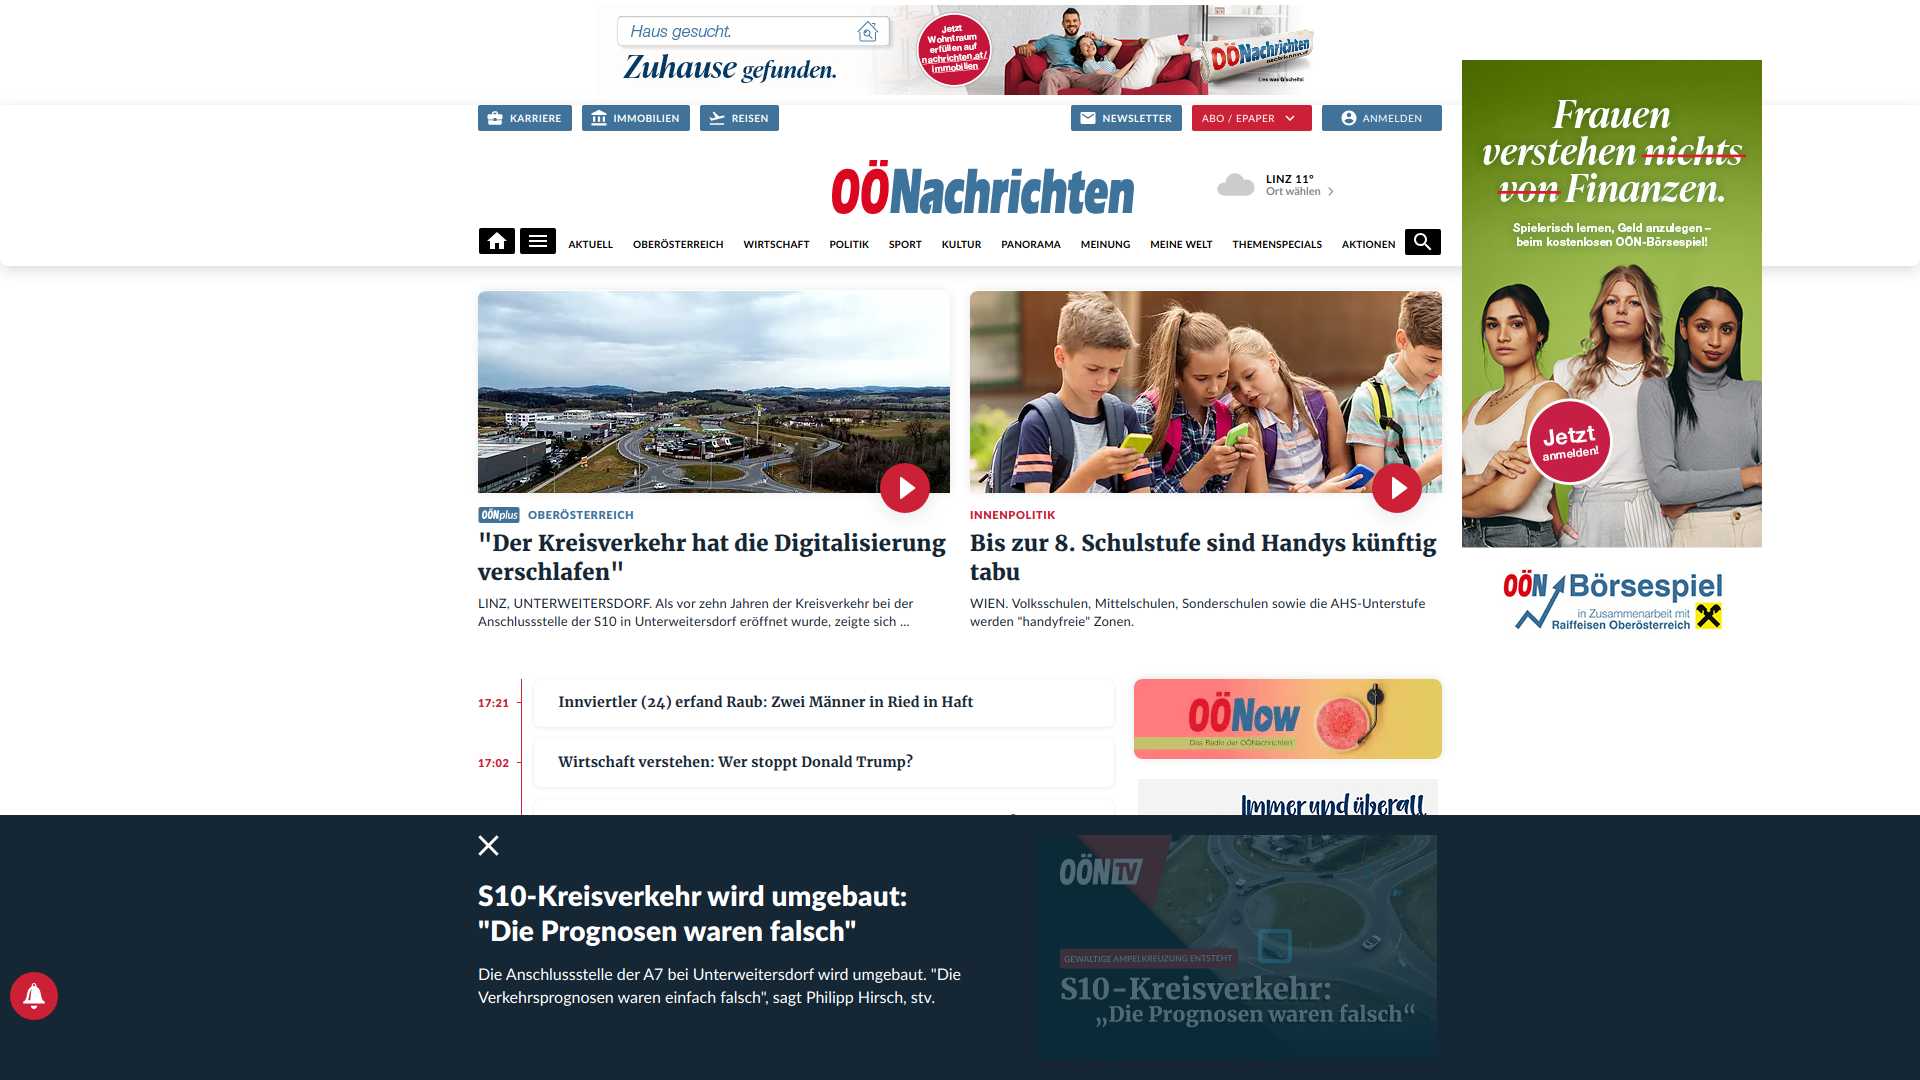 Haus gesucht.
Zuhause gefunden.
Jetzt
Wohntraum
erfüllen auf
nachrichten.at/
immobilien
OÖNachrichten
Lies was G'scheits!
KARRIERE
IMMOBILIEN
REISEN
NEWSLETTER
ABO / EPAPER
ANMELDEN
OÖNachrichten
LINZ 11°
Ort wählen
AKTUELL
OBERÖSTERREICH
WIRTSCHAFT
POLITIK
SPORT
KULTUR
PANORAMA
MEINUNG
MEINE WELT
THEMENSPECIALS
AKTIONEN
Frauen
verstehen nichts
von Finanzen.
Spielerisch lernen, Geld anzulegen –
beim kostenlosen OÖN-Börsespiel!
Jetzt
anmelden!
OÖN Börsespiel
in Zusammenarbeit mit
Raiffeisen Oberösterreich
OÖNplus OBERÖSTERREICH
"Der Kreisverkehr hat die Digitalisierung
verschlafen"
LINZ, UNTERWEITERSDORF. Als vor zehn Jahren der Kreisverkehr bei der
Anschlussstelle der S10 in Unterweitersdorf eröffnet wurde, zeigte sich ...
INNENPOLITIK
Bis zur 8. Schulstufe sind Handys künftig
tabu
WIEN. Volksschulen, Mittelschulen, Sonderschulen sowie die AHS-Unterstufe
werden "handyfreie" Zonen.
17:21
Innviertler (24) erfand Raub: Zwei Männer in Ried in Haft
17:02
Wirtschaft verstehen: Wer stoppt Donald Trump?
OÖNow
Das Radio der OÖNachrichten
Immer und überall
S10-Kreisverkehr wird umgebaut:
"Die Prognosen waren falsch"
Die Anschlussstelle der A7 bei Unterweitersdorf wird umgebaut. "Die
Verkehrsprognosen waren einfach falsch", sagt Philipp Hirsch, stv.
OÖN TV
GEWALTIGE AMPELKREUZUNG ENTSTEHT
S10-Kreisverkehr:
„Die Prognosen waren falsch“